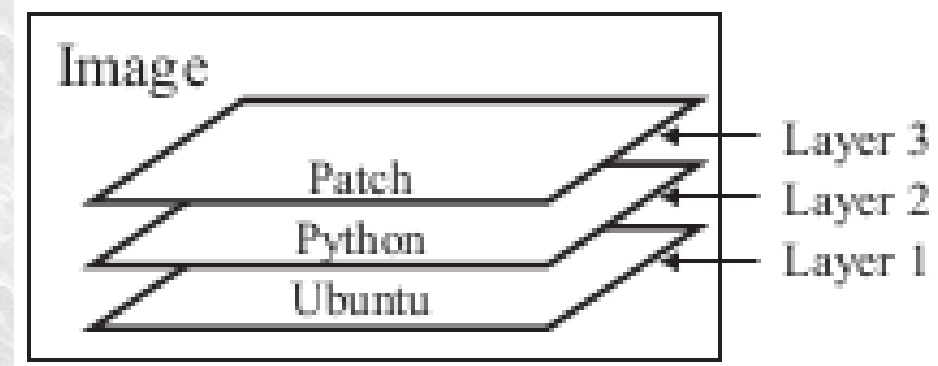 Image
Layer 3
Patch
Layer 2
Python
Layer 1
Ubuntu